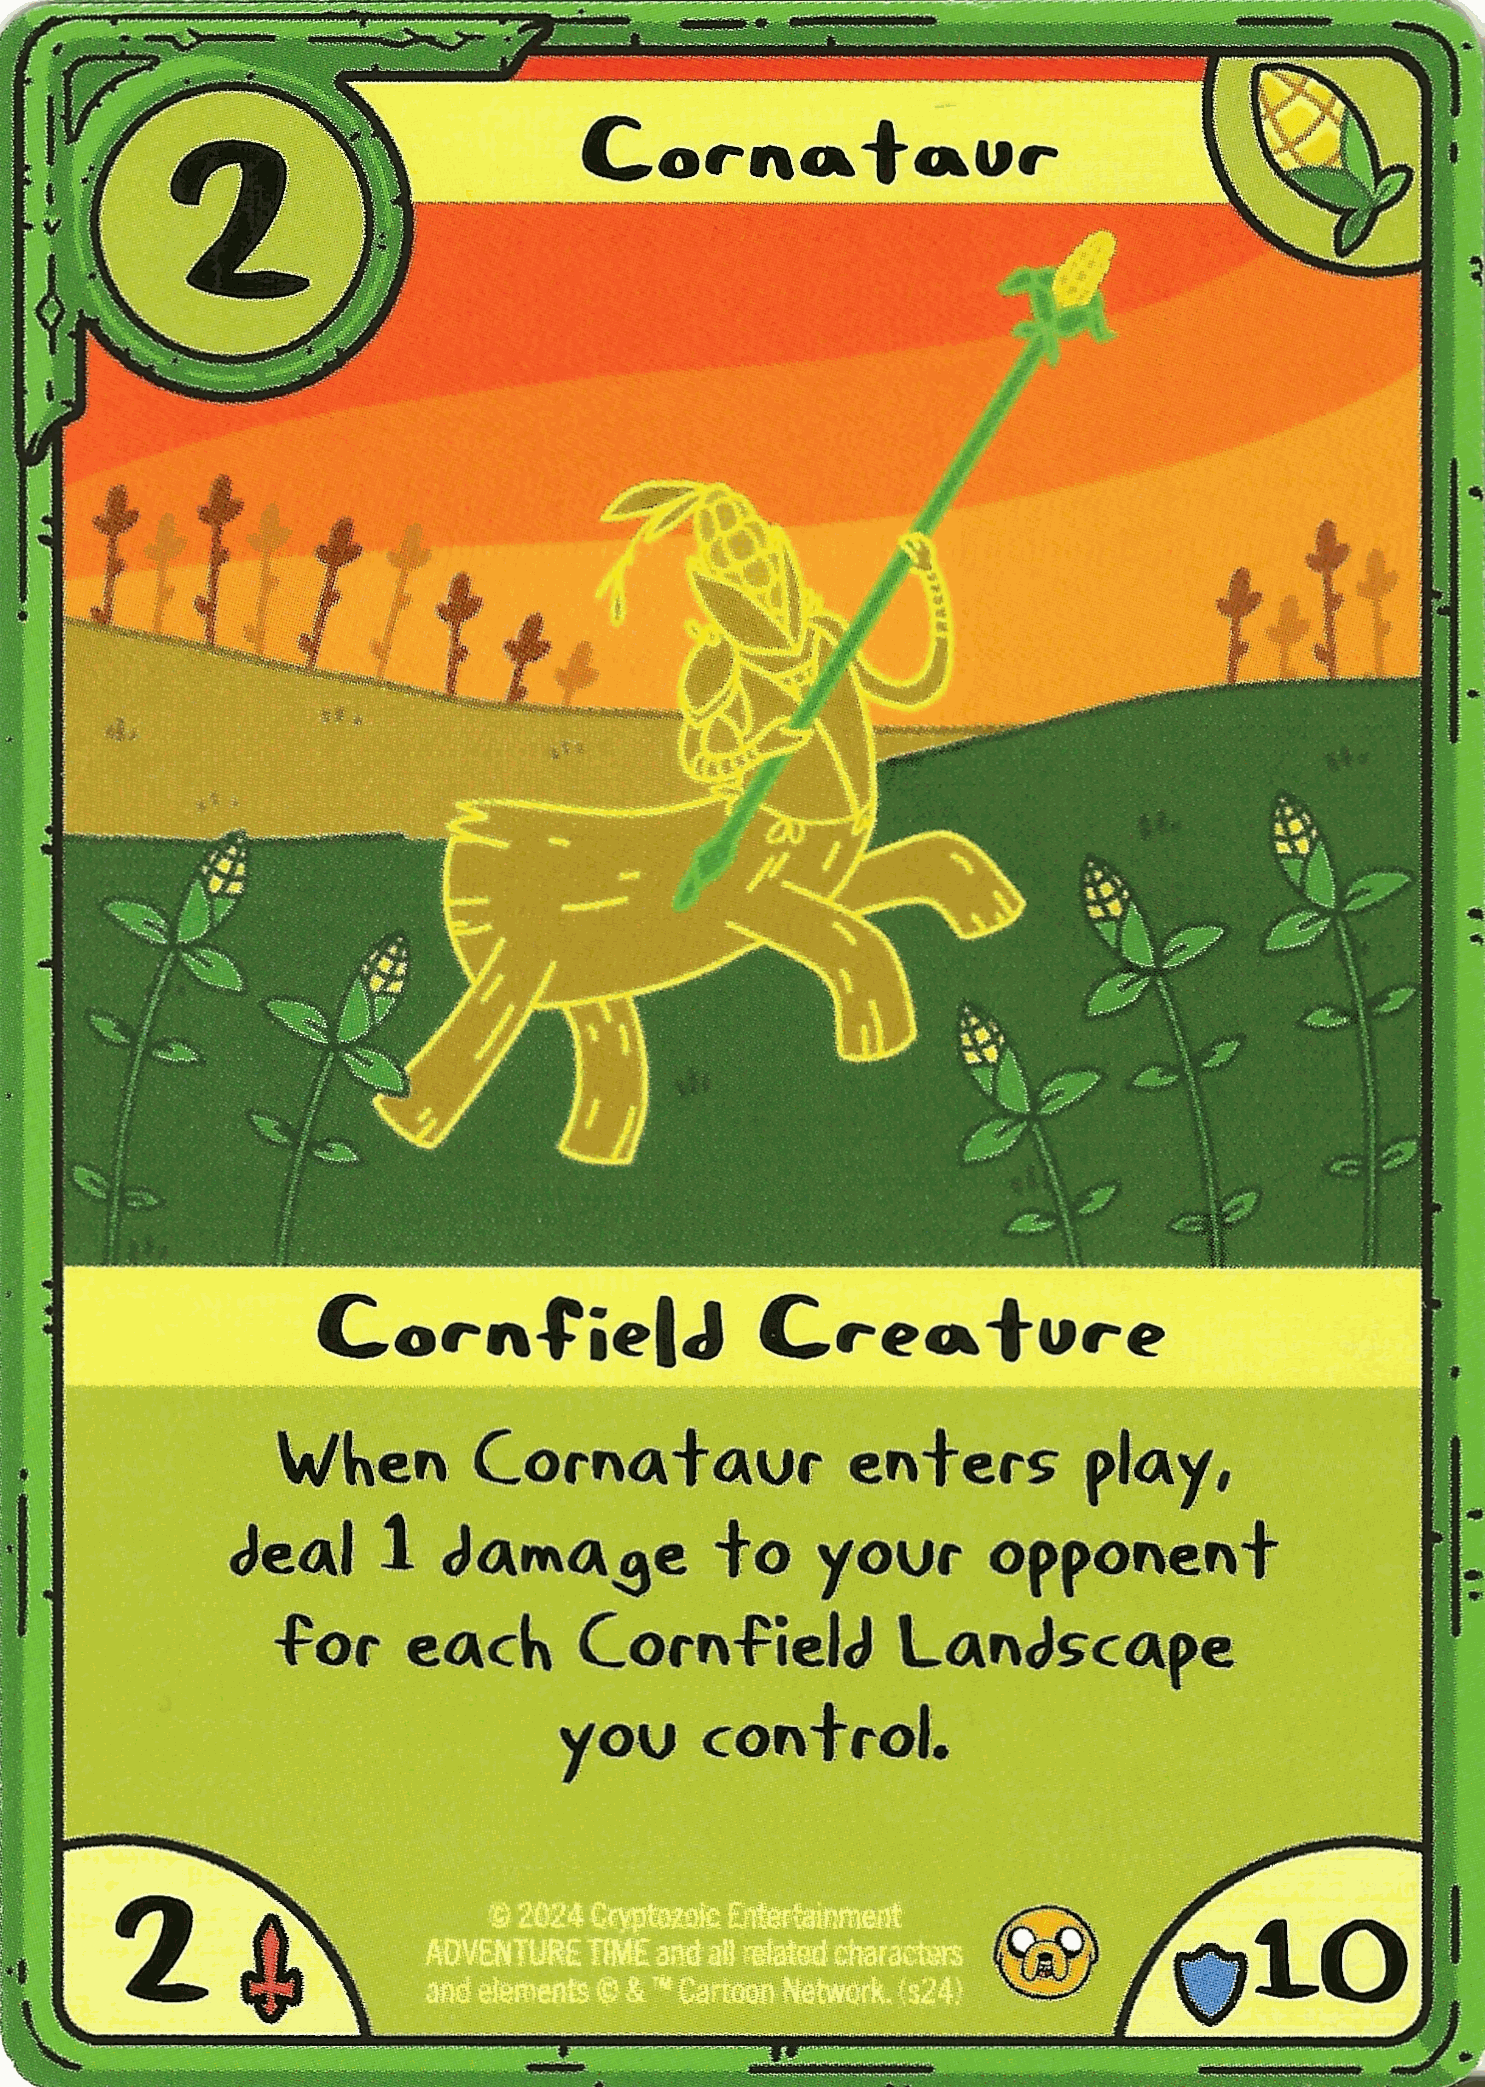 2
Cornataur
Cornfield Creature
When Cornataur enters play,
deal 1 damage to your opponent
for each Cornfield Landscape
you control.
2
© 2024 Cryptozoic Entertainment
ADVENTURE TIME and all related characters
and elements © & ™ Cartoon Network. (s24)
10